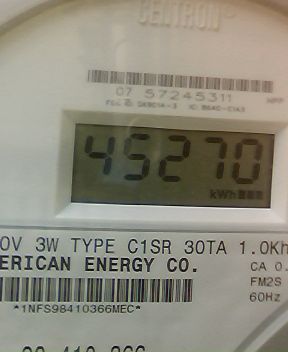 CENTRON®
07 57245311
45270
kWh
0V 3W TYPE C1SR 30TA 1.0Kh
ERICAN ENERGY CO.
CA 0.
FM2S
*1NFS98410366MEC*
60Hz